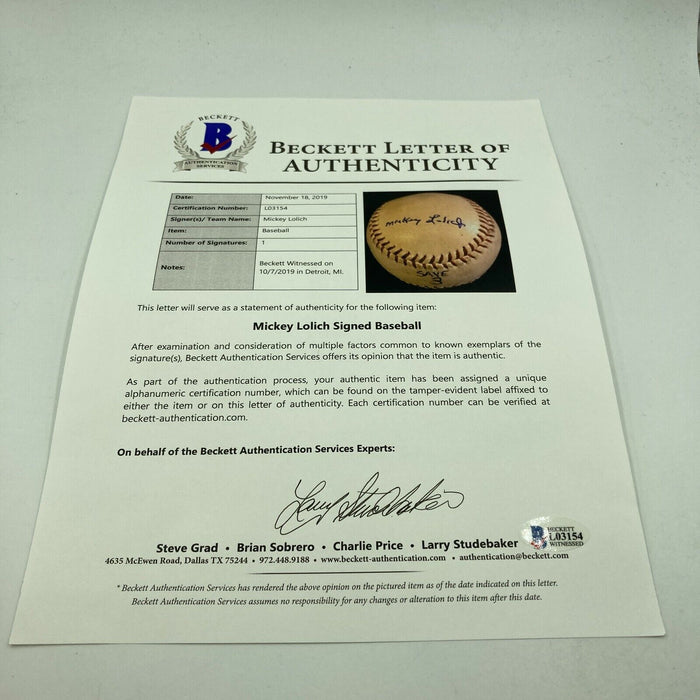 BECKETT
B
AUTHENTICATION
SERVICES
BECKETT LETTER OF
AUTHENTICITY
Date: November 18, 2019
Certification Number: L03154
Signer(s)/ Team Name: Mickey Lolich
Item: Baseball
Number of Signatures: 1
Notes: Beckett Witnessed on
10/7/2019 in Detroit, MI.
Mickey Lolich
SAVE
3
This letter will serve as a statement of authenticity for the following item:
Mickey Lolich Signed Baseball
After examination and consideration of multiple factors common to known exemplars of the
signature(s), Beckett Authentication Services offers its opinion that the item is authentic.
As part of the authentication process, your authentic item has been assigned a unique
alphanumeric certification number, which can be found on the tamper-evident label affixed to
either the item or on this letter of authenticity. Each certification number can be verified at
beckett-authentication.com.
On behalf of the Beckett Authentication Services Experts:
Larry Studebaker
Steve Grad • Brian Sobrero • Charlie Price • Larry Studebaker
BECKETT
L03154
WITNESSED
4635 McEwen Road, Dallas TX 75244 • 972.448.9188 • www.beckett-authentication.com • authentication@beckett.com
* Beckett Authentication Services has rendered the above opinion on the pictured item as of the date indicated on this letter.
Beckett Authentication Services assumes no responsibility for any changes or alteration to this item after this date.